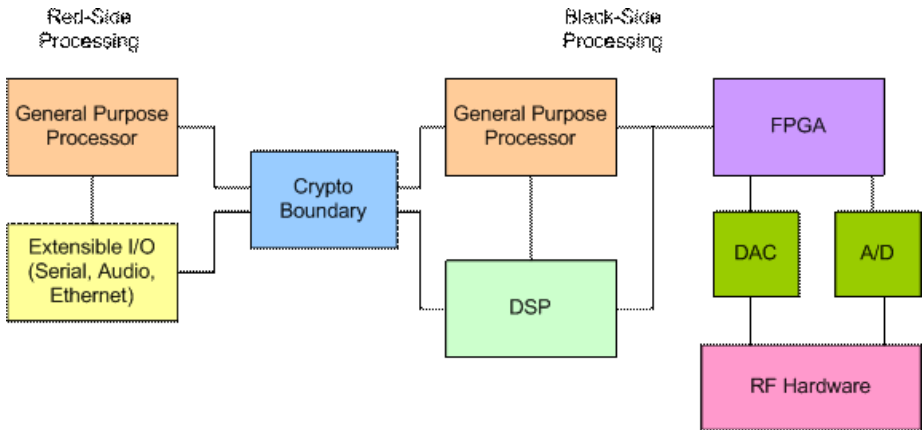 Red-Side
Processing
Black-Side
Processing
General Purpose
Processor
General Purpose
Processor
FPGA
Crypto
Boundary
Extensible I/O
(Serial, Audio,
Ethernet)
DSP
DAC
A/D
RF Hardware